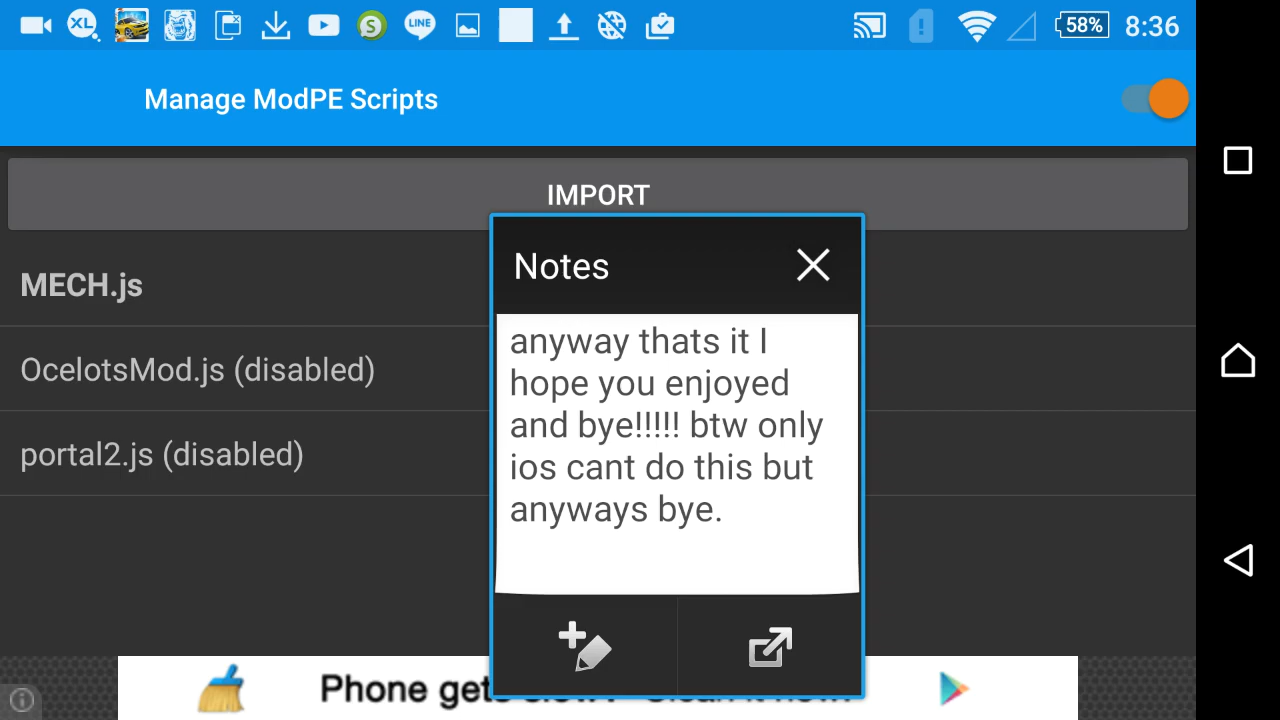 XL
S
LINE
58%
8:36
Manage ModPE Scripts
IMPORT
MECH.js
Notes
anyway thats it I
hope you enjoyed
and bye!!!!! btw only
ios cant do this but
anyways bye.
OcelotsMod.js (disabled)
portal2.js (disabled)
Phone get